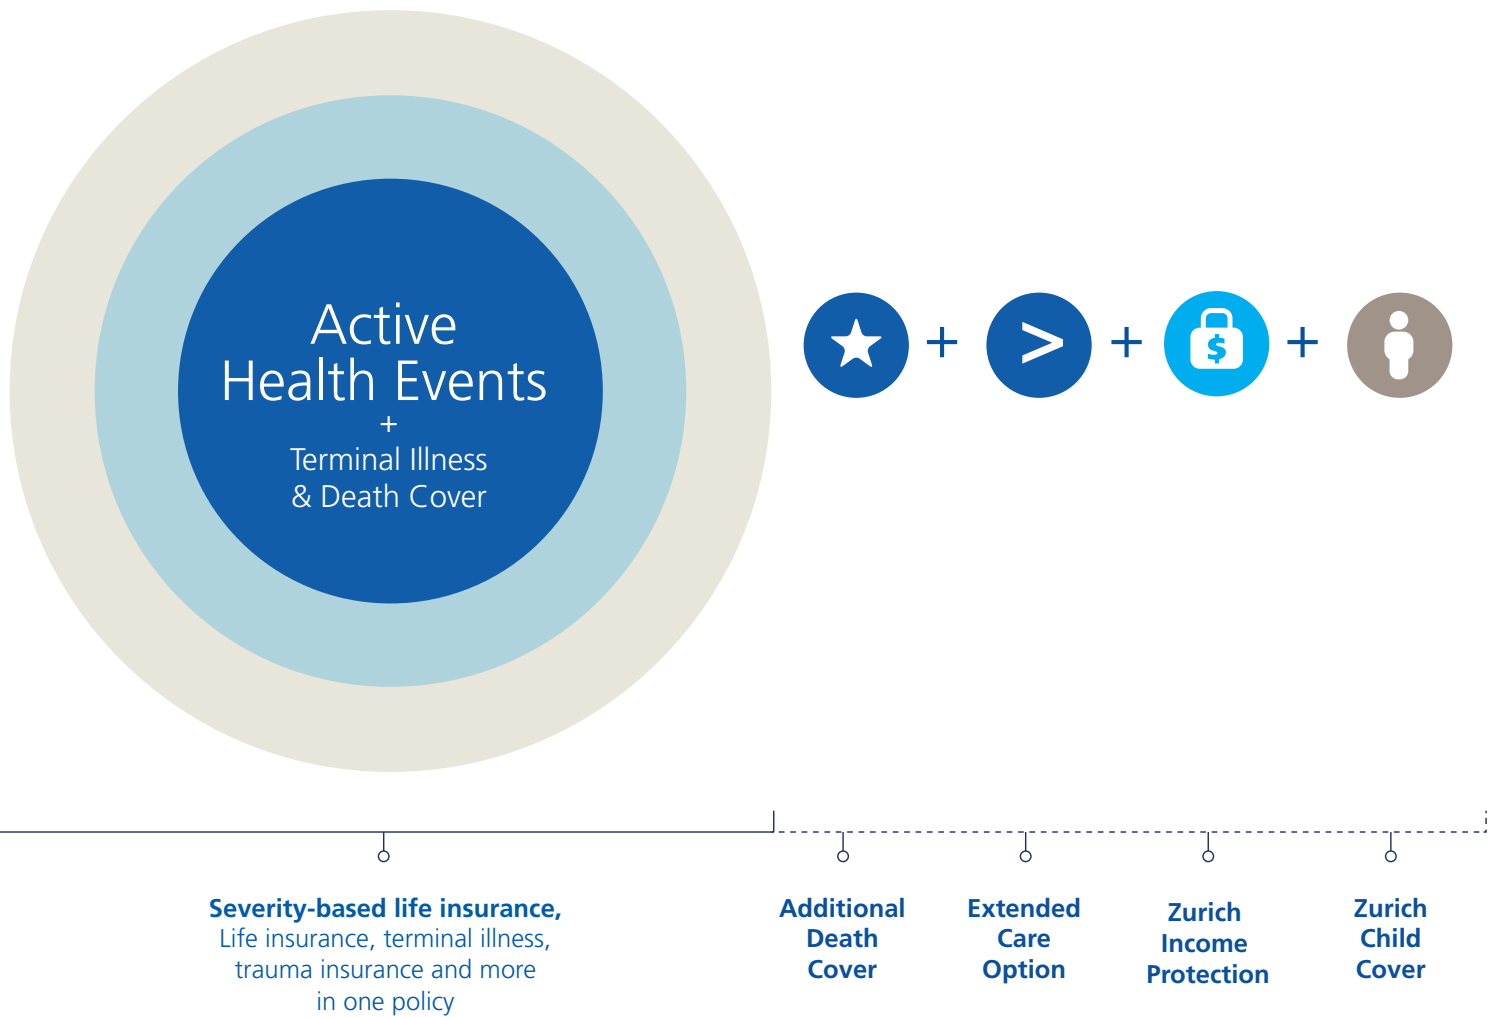 Active
Health Events
+
Terminal Illness
& Death Cover
+
>
+
$
+
Severity-based life insurance,
Life insurance, terminal illness,
trauma insurance and more
in one policy
Additional
Death
Cover
Extended
Care
Option
Zurich
Income
Protection
Zurich
Child
Cover